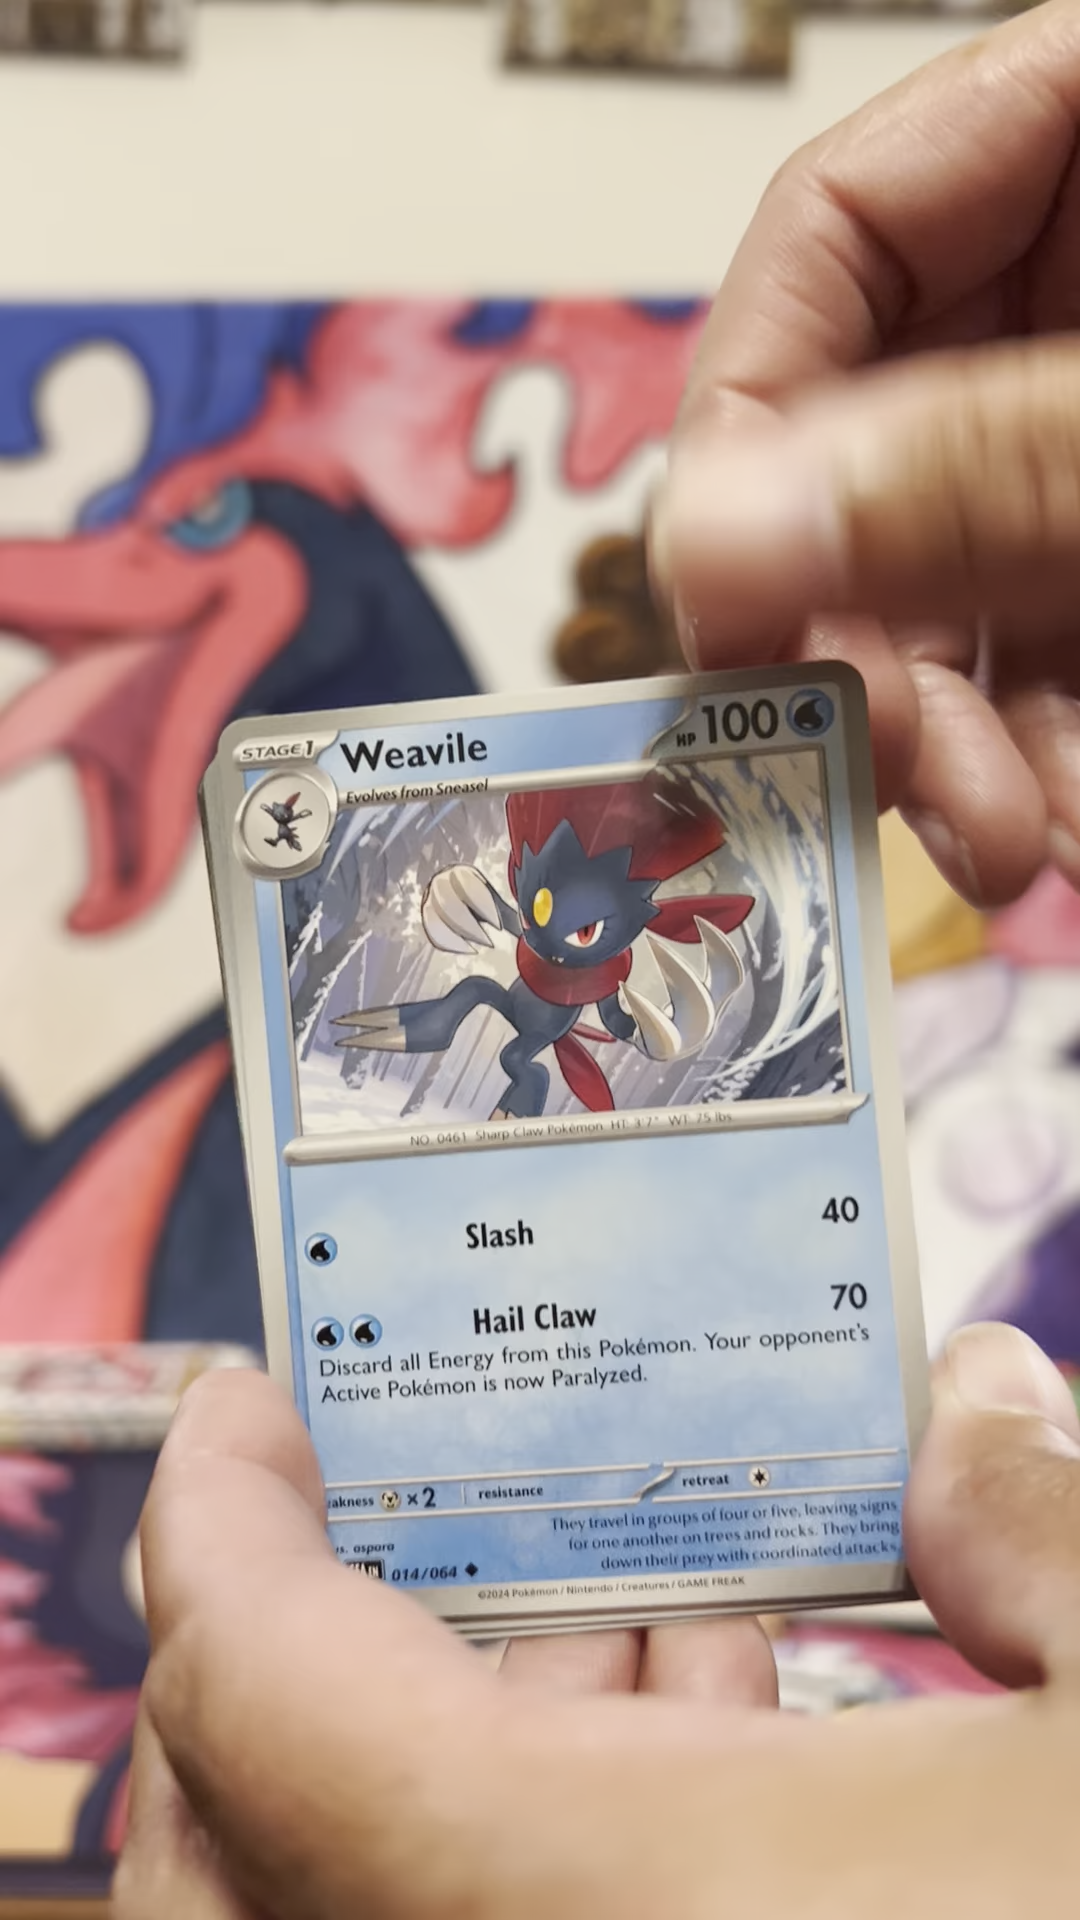 STAGE 1 Weavile HP 100
Evolves from Sneasel
NO. 0461 Sharp Claw Pokémon HT: 3'7" WT: 75 lbs.
Slash 40
Hail Claw 70
Discard all Energy from this Pokémon. Your opponent's
Active Pokémon is now Paralyzed.
akness ×2 resistance retreat
They travel in groups of four or five, leaving signs
for one another on trees and rocks. They bring
down their prey with coordinated attacks.
us. aspara
014/064
©2024 Pokémon / Nintendo / Creatures / GAME FREAK